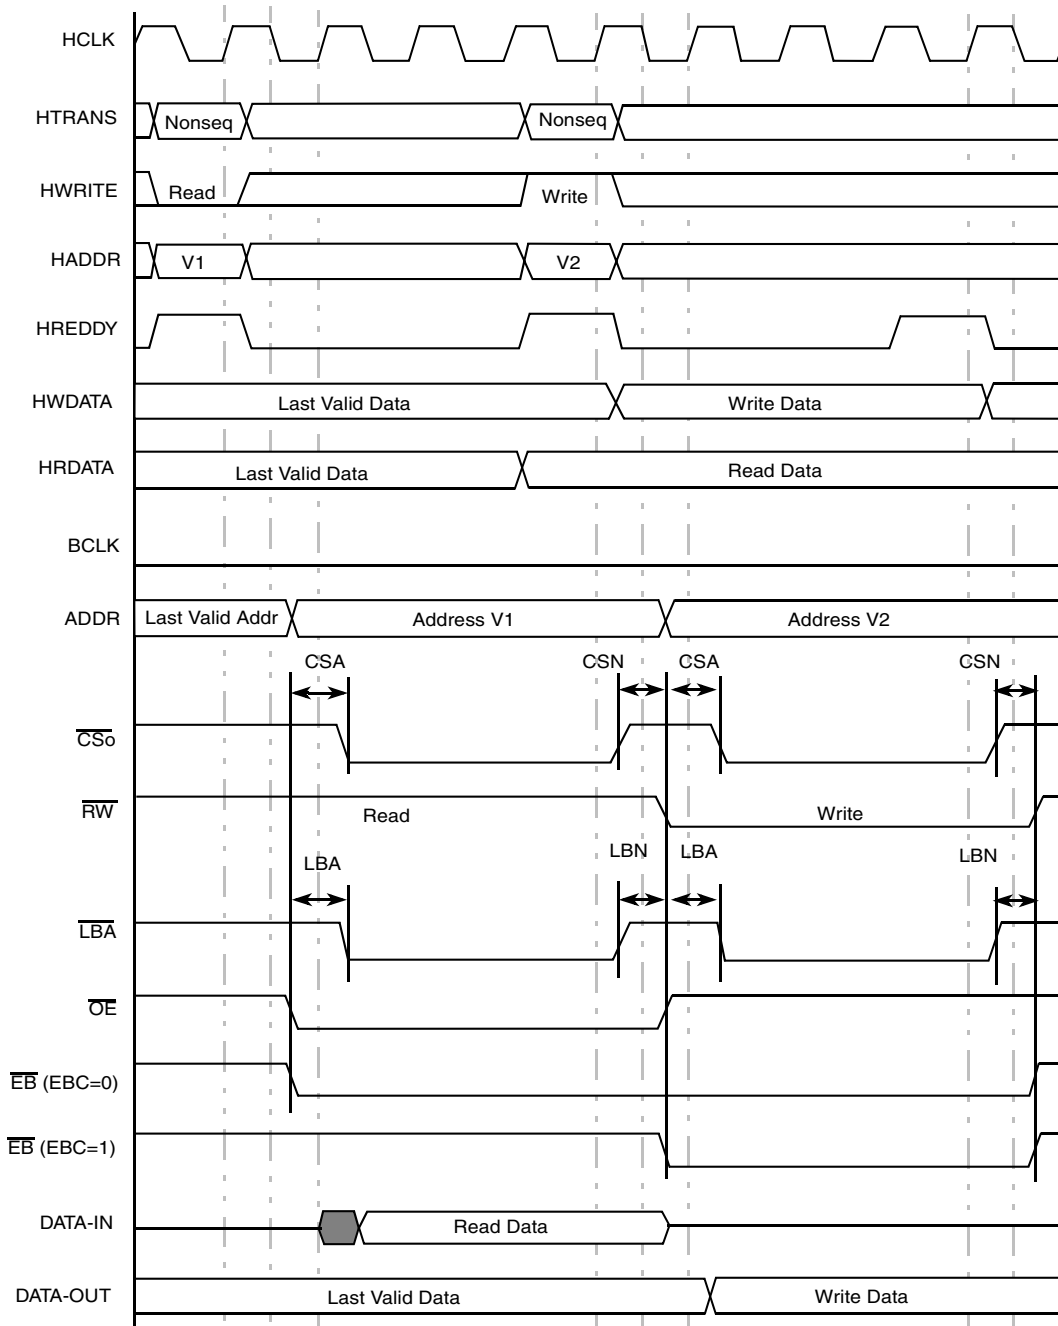 HCLK
HTRANS Nonseq Nonseq
HWRITE Read Write
HADDR V1 V2
HREDDY
HWDATA Last Valid Data Write Data
HRDATA Last Valid Data Read Data
BCLK
ADDR Last Valid Addr Address V1 Address V2
CSA CSN CSA CSN
CSo
RW Read Write
LBA LBN LBA LBN
LBA
OE
EB (EBC=0)
EB (EBC=1)
DATA-IN Read Data
DATA-OUT Last Valid Data Write Data